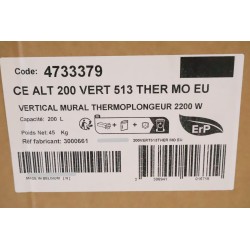 Code: 4733379
CE ALT 200 VERT 513 THER MO EU
VERTICAL MURAL THERMOPLONGEUR 2200 W
Capacité: 200 L
Poids Net: 45 Kg
Réf fabricant: 3000661
ErP
MADE IN BELGIUM